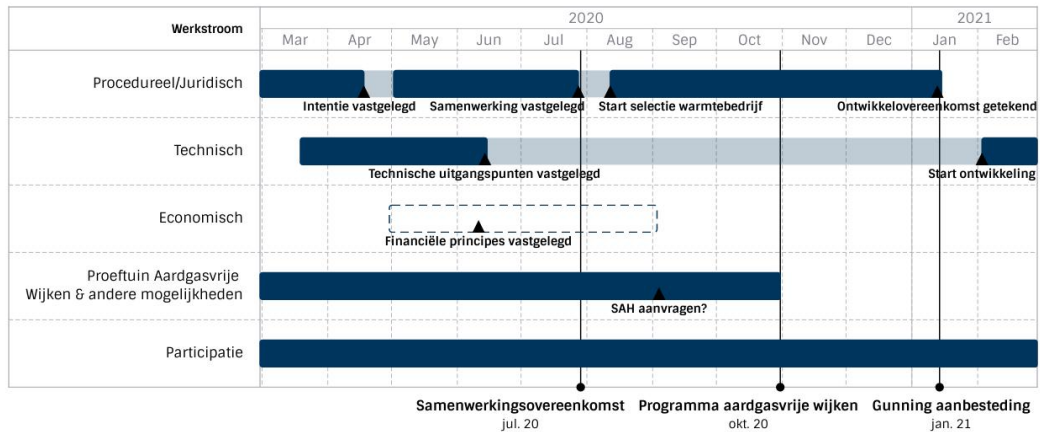 Werkstroom
2020
2021
Mar Apr May Jun Jul Aug Sep Oct Nov Dec Jan Feb
Procedureel/Juridisch
Intentie vastgelegd Samenwerking vastgelegd Start selectie warmtebedrijf Ontwikkelovereenkomst getekend
Technisch
Technische uitgangspunten vastgelegd Start ontwikkeling
Economisch
Financiële principes vastgelegd
Proeftuin Aardgasvrije
Wijken & andere mogelijkheden
SAH aanvragen?
Participatie
Samenwerkingsovereenkomst Programma aardgasvrije wijken Gunning aanbesteding
jul. 20 okt. 20 jan. 21